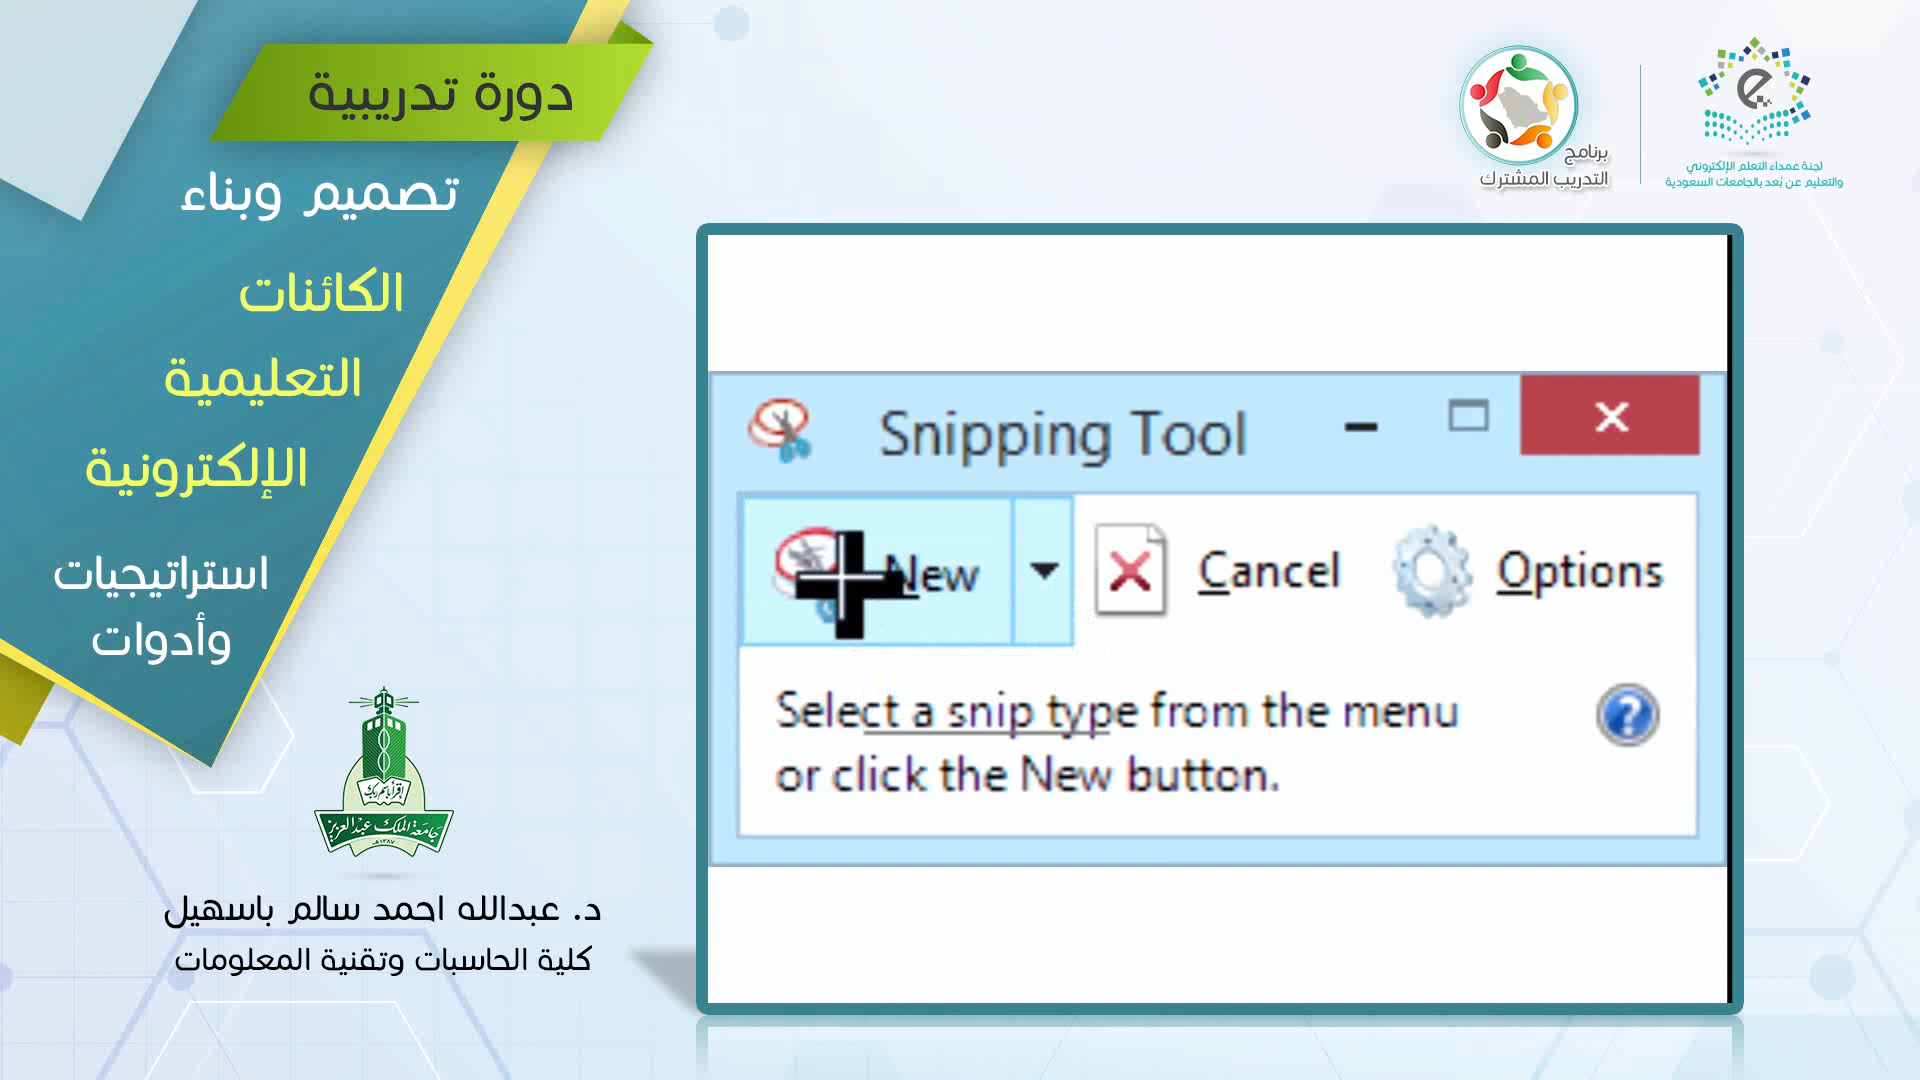 دورة تدريبية
تصميم وبناء
الكائنات
التعليمية
الإلكترونية
استراتيجيات
وأدوات
برنامج
التدريب المشترك
لجنة عمداء التعلم الإلكتروني
والتعليم عن بُعد بالجامعات السعودية
Snipping Tool
New
Cancel
Options
Select a snip type from the menu
or click the New button.
إقرأ باسم ربك
جامعة الملك عبدالعزيز
د. عبدالله احمد سالم باسهيل
كلية الحاسبات وتقنية المعلومات